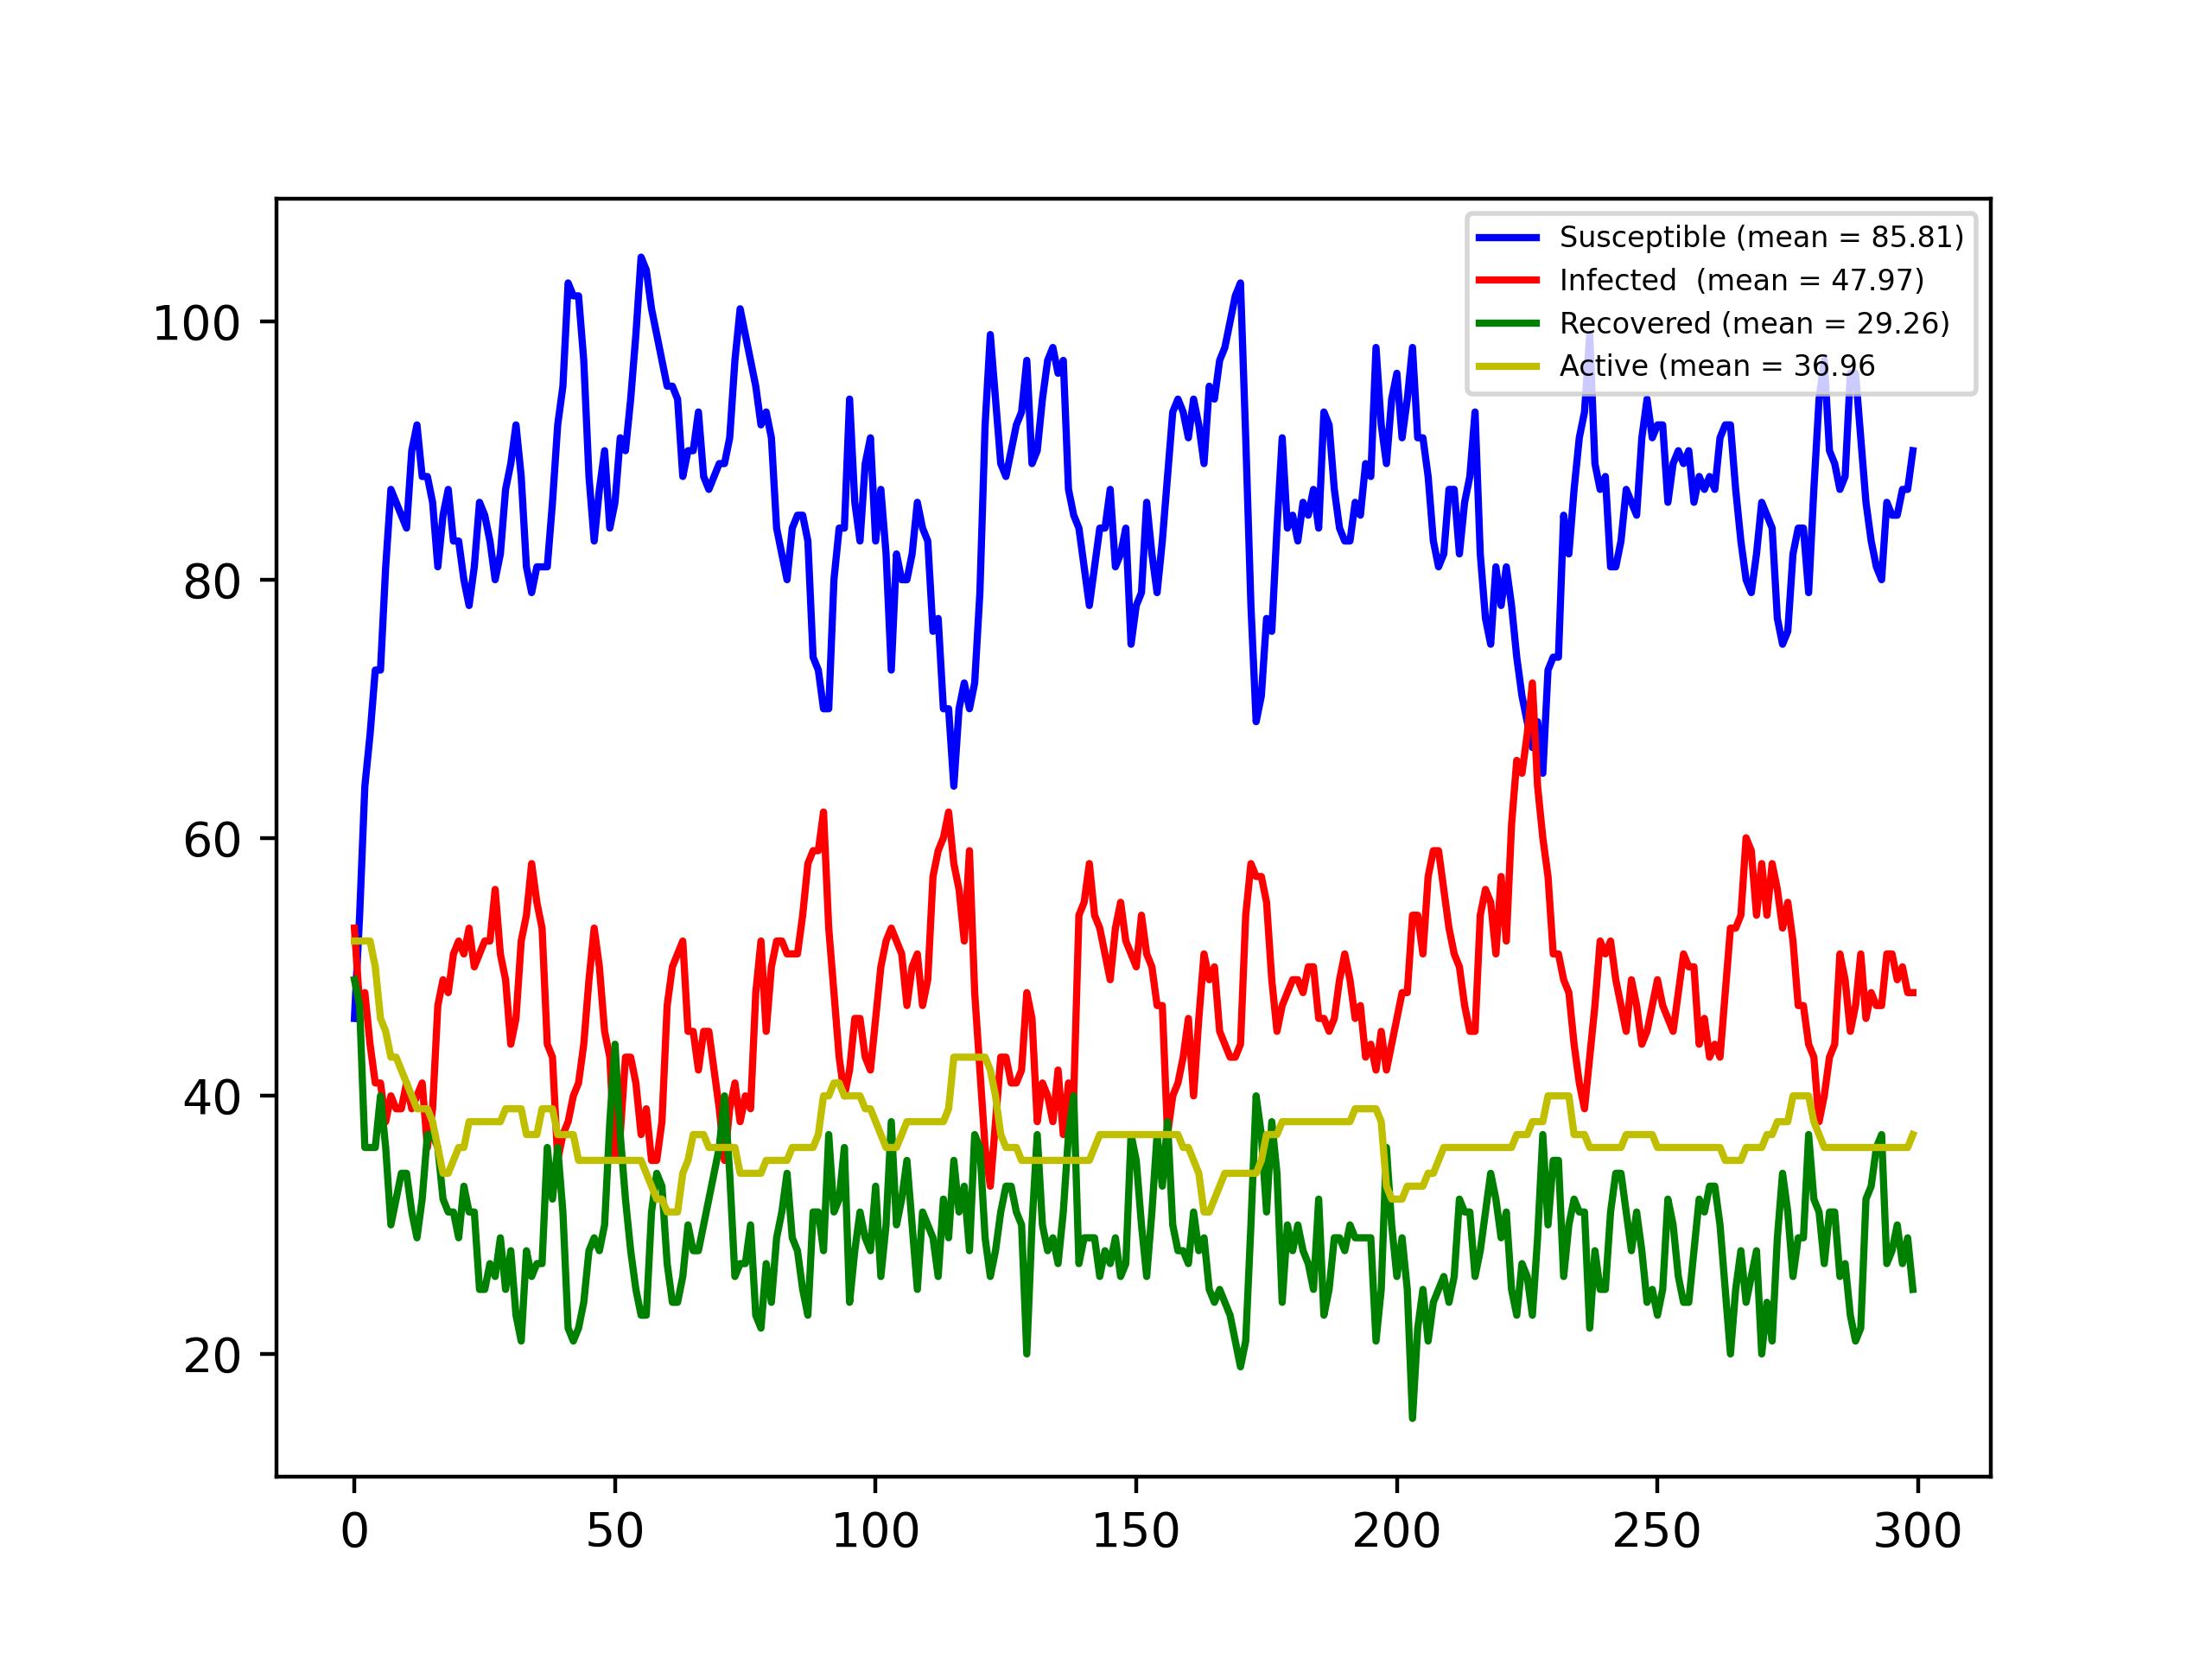 Susceptible (mean = 85.81)
Infected  (mean = 47.97)
Recovered (mean = 29.26)
Active (mean = 36.96
100
80
60
40
20
0 50 100 150 200 250 300